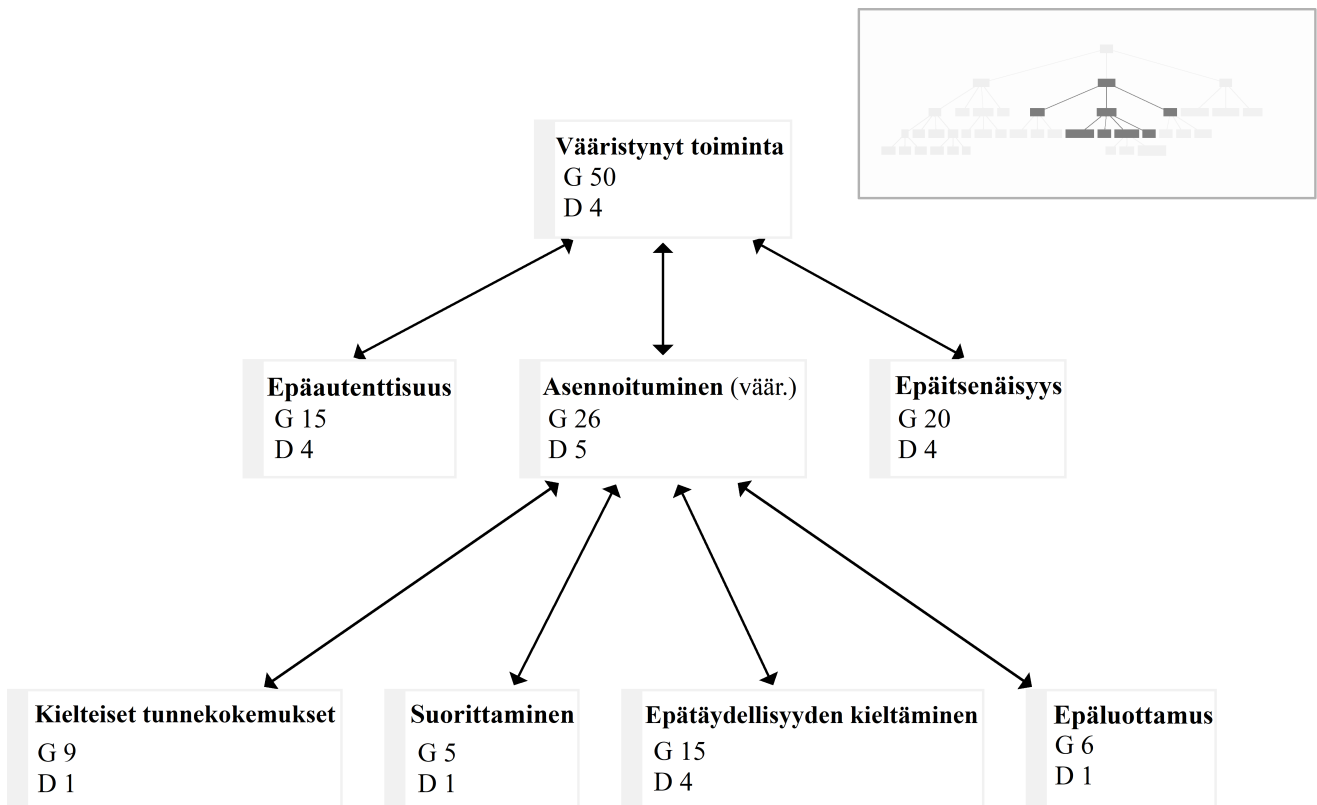 Vääristynyt toiminta
G 50
D 4
Epäautenttisuus
G 15
D 4
Asennoituminen (väär.)
G 26
D 5
Epäitsenäisyys
G 20
D 4
Kielteiset tunnekokemukset
G 9
D 1
Suorittaminen
G 5
D 1
Epätäydellisyyden kieltäminen
G 15
D 4
Epäluottamus
G 6
D 1